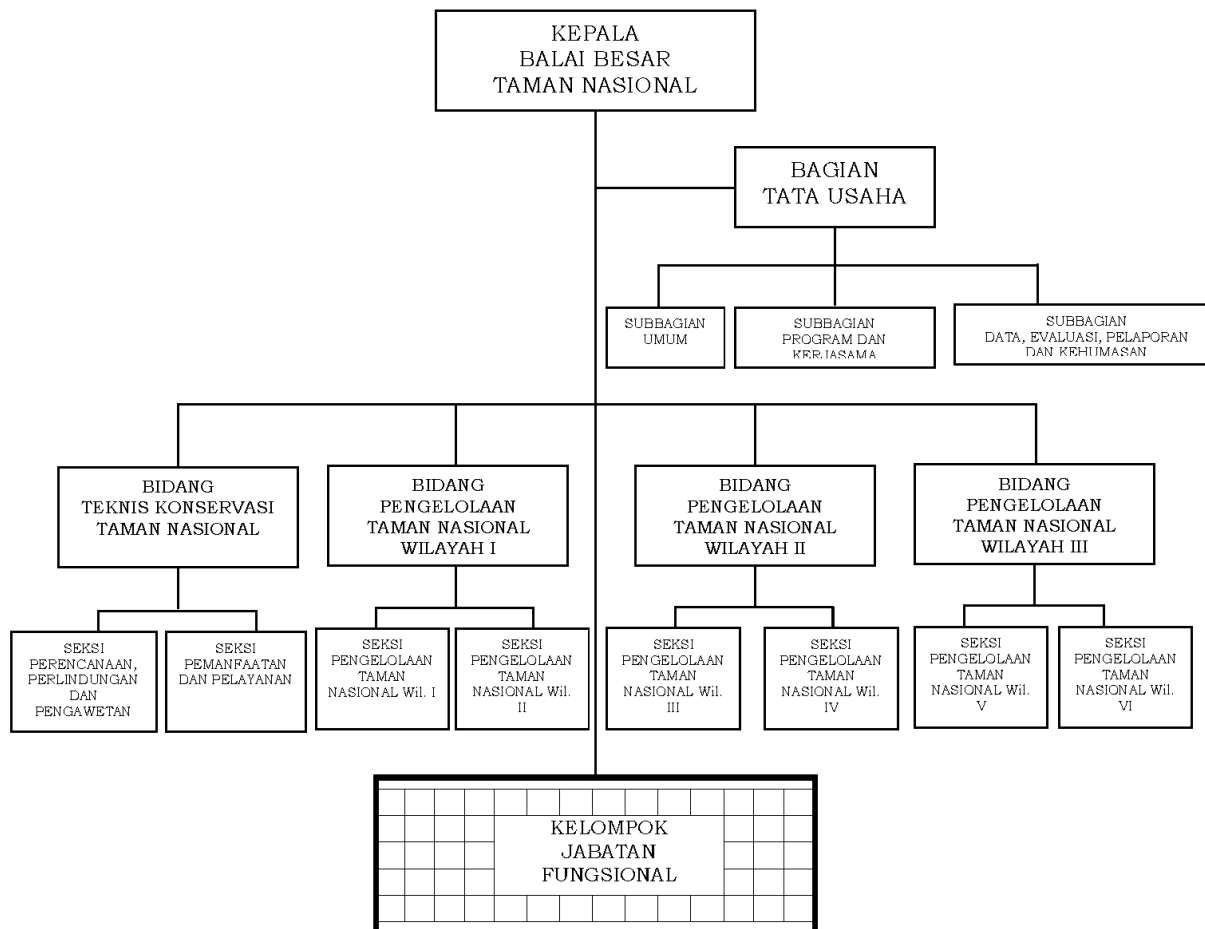 KEPALA
BALAI BESAR
TAMAN NASIONAL
BAGIAN
TATA USAHA
SUBBAGIAN
UMUM
SUBBAGIAN
PROGRAM DAN
KERJASAMA
SUBBAGIAN
DATA, EVALUASI, PELAPORAN
DAN KEHUMASAN
BIDANG
TEKNIS KONSERVASI
TAMAN NASIONAL
BIDANG
PENGELOLAAN
TAMAN NASIONAL
WILAYAH I
BIDANG
PENGELOLAAN
TAMAN NASIONAL
WILAYAH II
BIDANG
PENGELOLAAN
TAMAN NASIONAL
WILAYAH III
SEKSI
PERENCANAAN,
PERLINDUNGAN
DAN
PENGAWETAN
SEKSI
PEMANFAATAN
DAN PELAYANAN
SEKSI
PENGELOLAAN
TAMAN
NASIONAL Wil. I
SEKSI
PENGELOLAAN
TAMAN
NASIONAL Wil.
II
SEKSI
PENGELOLAAN
TAMAN
NASIONAL Wil.
III
SEKSI
PENGELOLAAN
TAMAN
NASIONAL Wil.
IV
SEKSI
PENGELOLAAN
TAMAN
NASIONAL Wil.
V
SEKSI
PENGELOLAAN
TAMAN
NASIONAL Wil.
VI
KELOMPOK
JABATAN
FUNGSIONAL